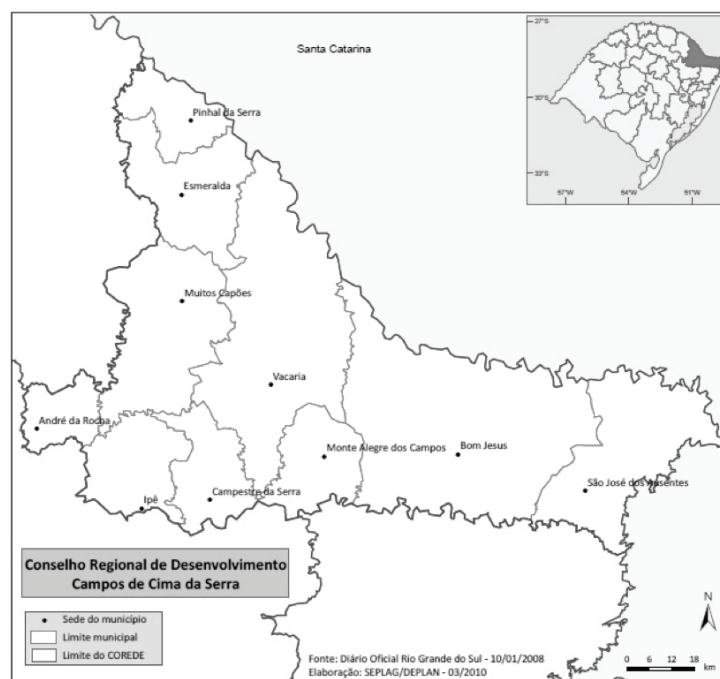 Santa Catarina
27°S
30°S
33°S
57°W 54°W 51°W
Pinhal da Serra
Esmeralda
Muitos Capões
Vacaria
André da Rocha
Monte Alegre dos Campos
Bom Jesus
São José dos Ausentes
Ipê
Campestre da Serra
Conselho Regional de Desenvolvimento
Campos de Cima da Serra
Sede do município
Limite municipal
Limite do COREDE
Fonte: Diário Oficial Rio Grande do Sul - 10/01/2008
Elaboração: SEPLAG/DEPLAN - 03/2010
N
0 6 12 18
km